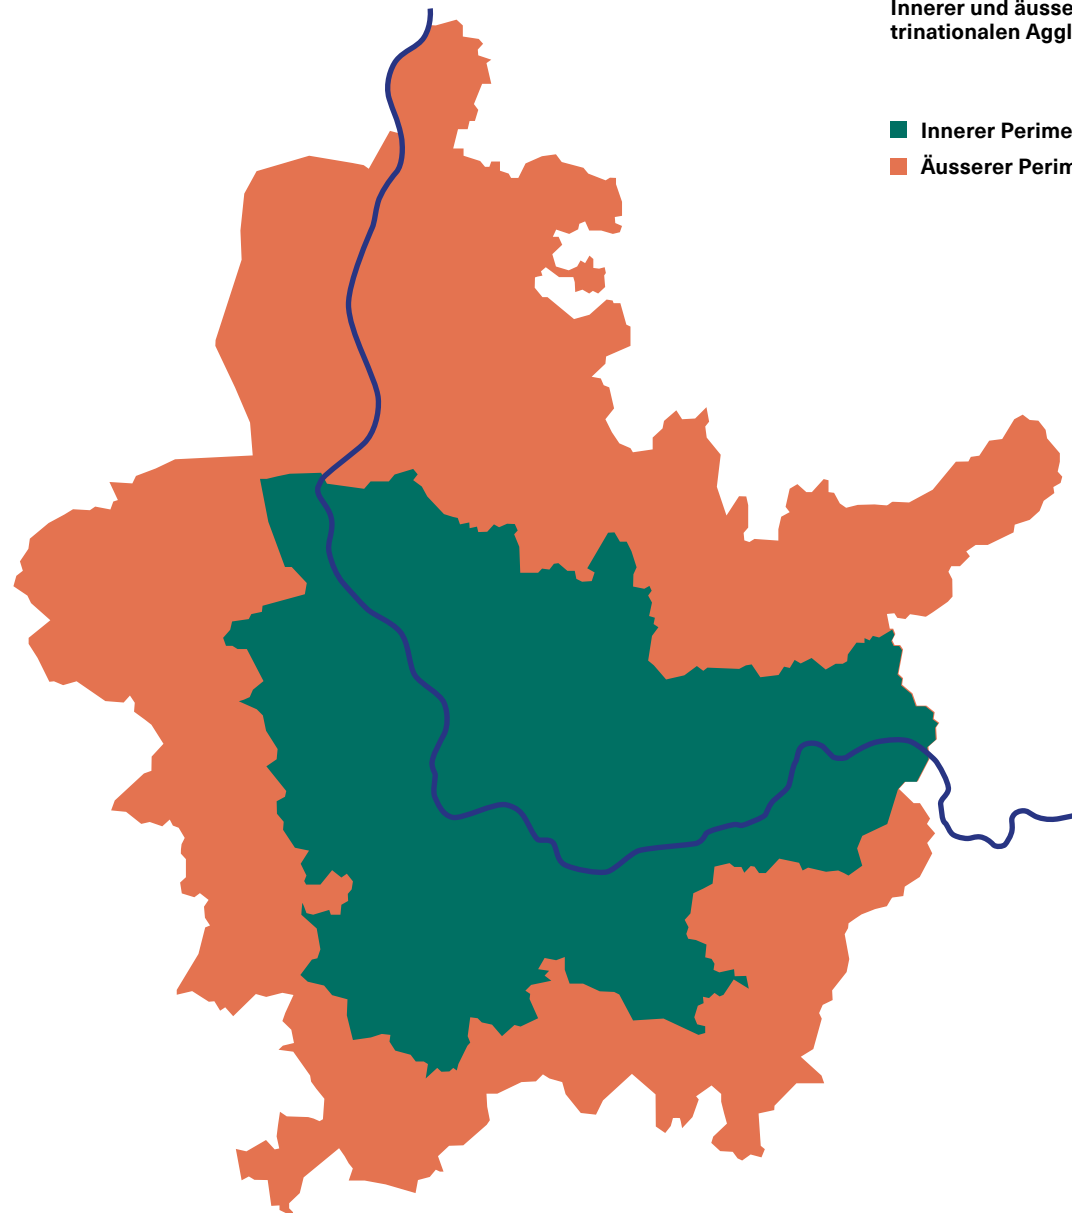 Innerer und äusse
trinationalen Aggl
Innerer Perime
Äusserer Perim